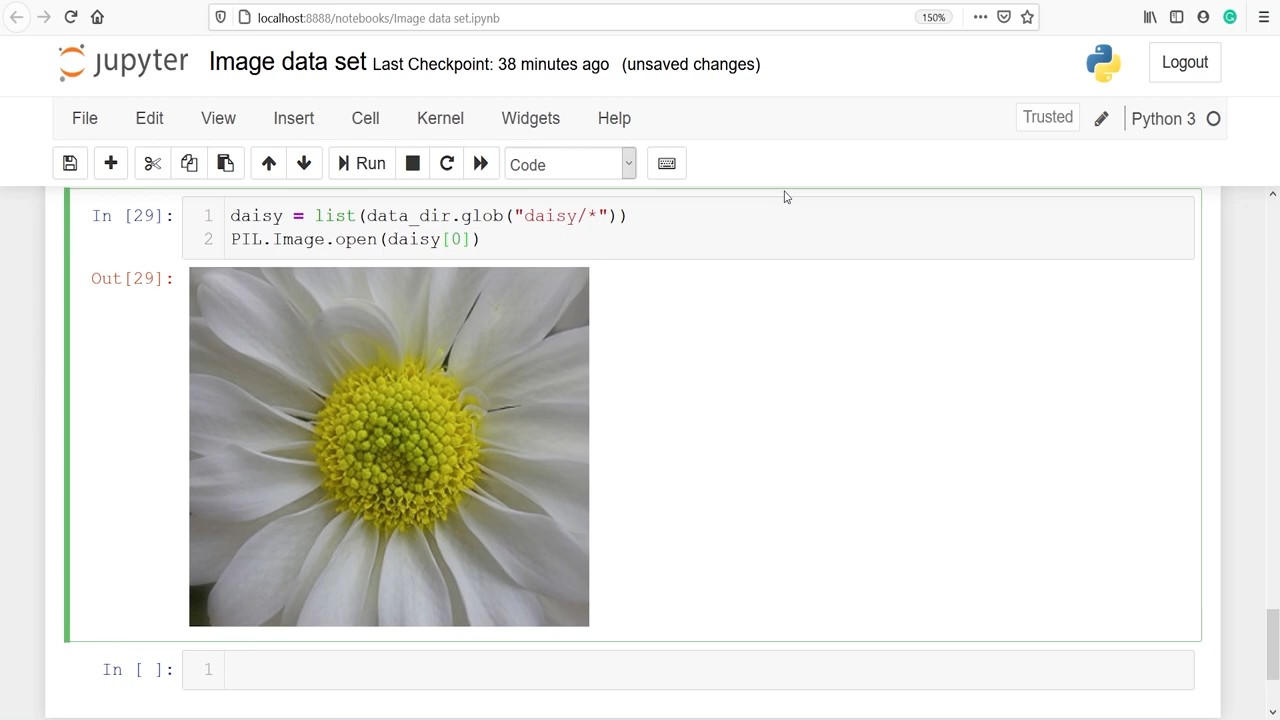 localhost:8888/notebooks/Image data set.ipynb 150%
jupyter Image data set Last Checkpoint: 38 minutes ago (unsaved changes) Logout
File Edit View Insert Cell Kernel Widgets Help Trusted Python 3
Run Code
In [29]: 1 daisy = list(data_dir.glob("daisy/*"))
2 PIL.Image.open(daisy[0])
Out[29]:
In [ ]: 1